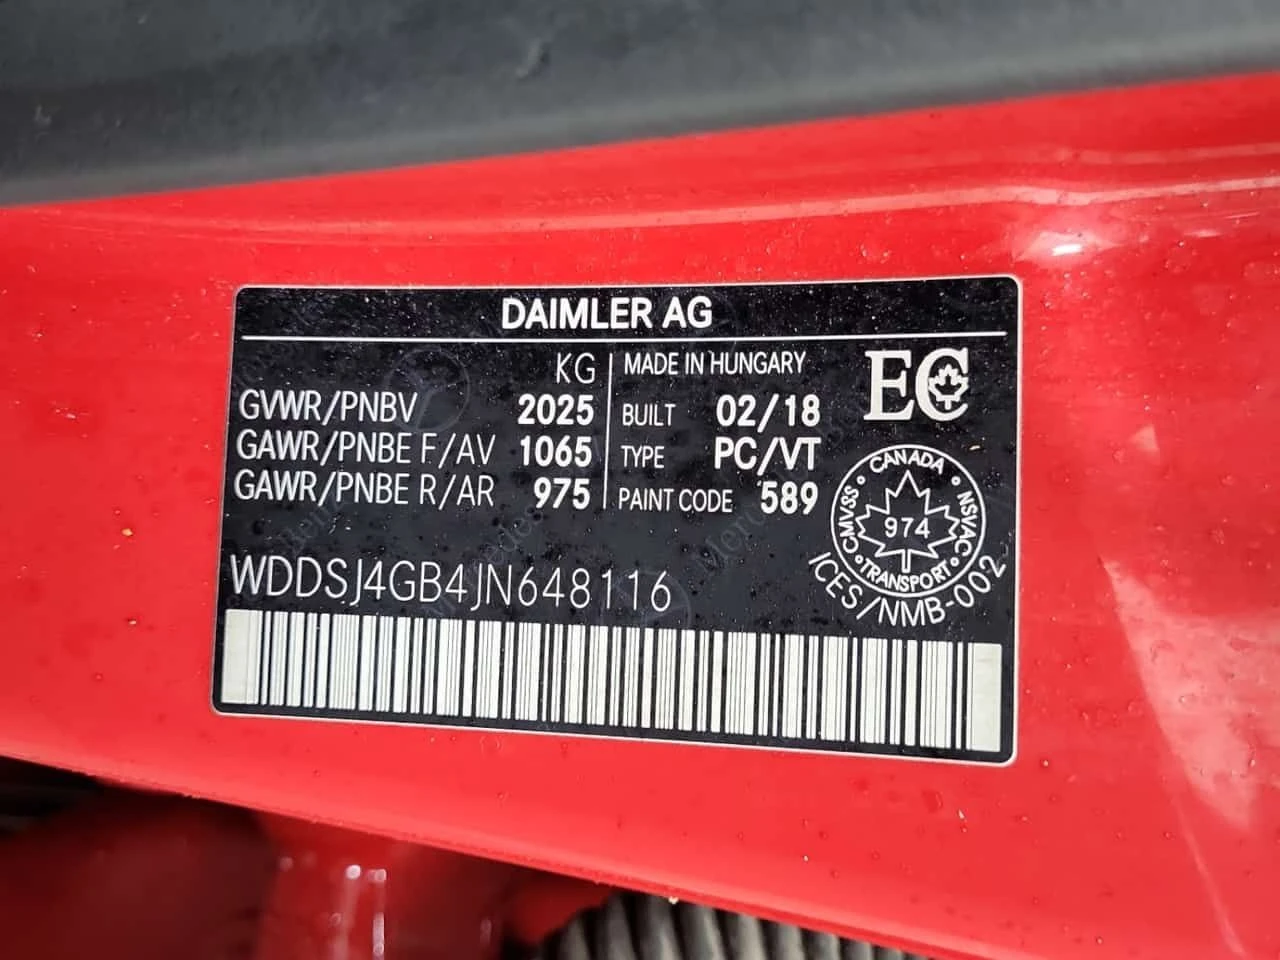 DAIMLER AG
KG
GVWR/PNBV 2025
GAWR/PNBE F/AV 1065
GAWR/PNBE R/AR 975
MADE IN HUNGARY
BUILT 02/18
TYPE PC/VT
PAINT CODE 589
EC
CANADA
CMVSS 974 NSVAC
TRANSPORT
ICES/NMB-002
WDDSJ4GB4JN648116